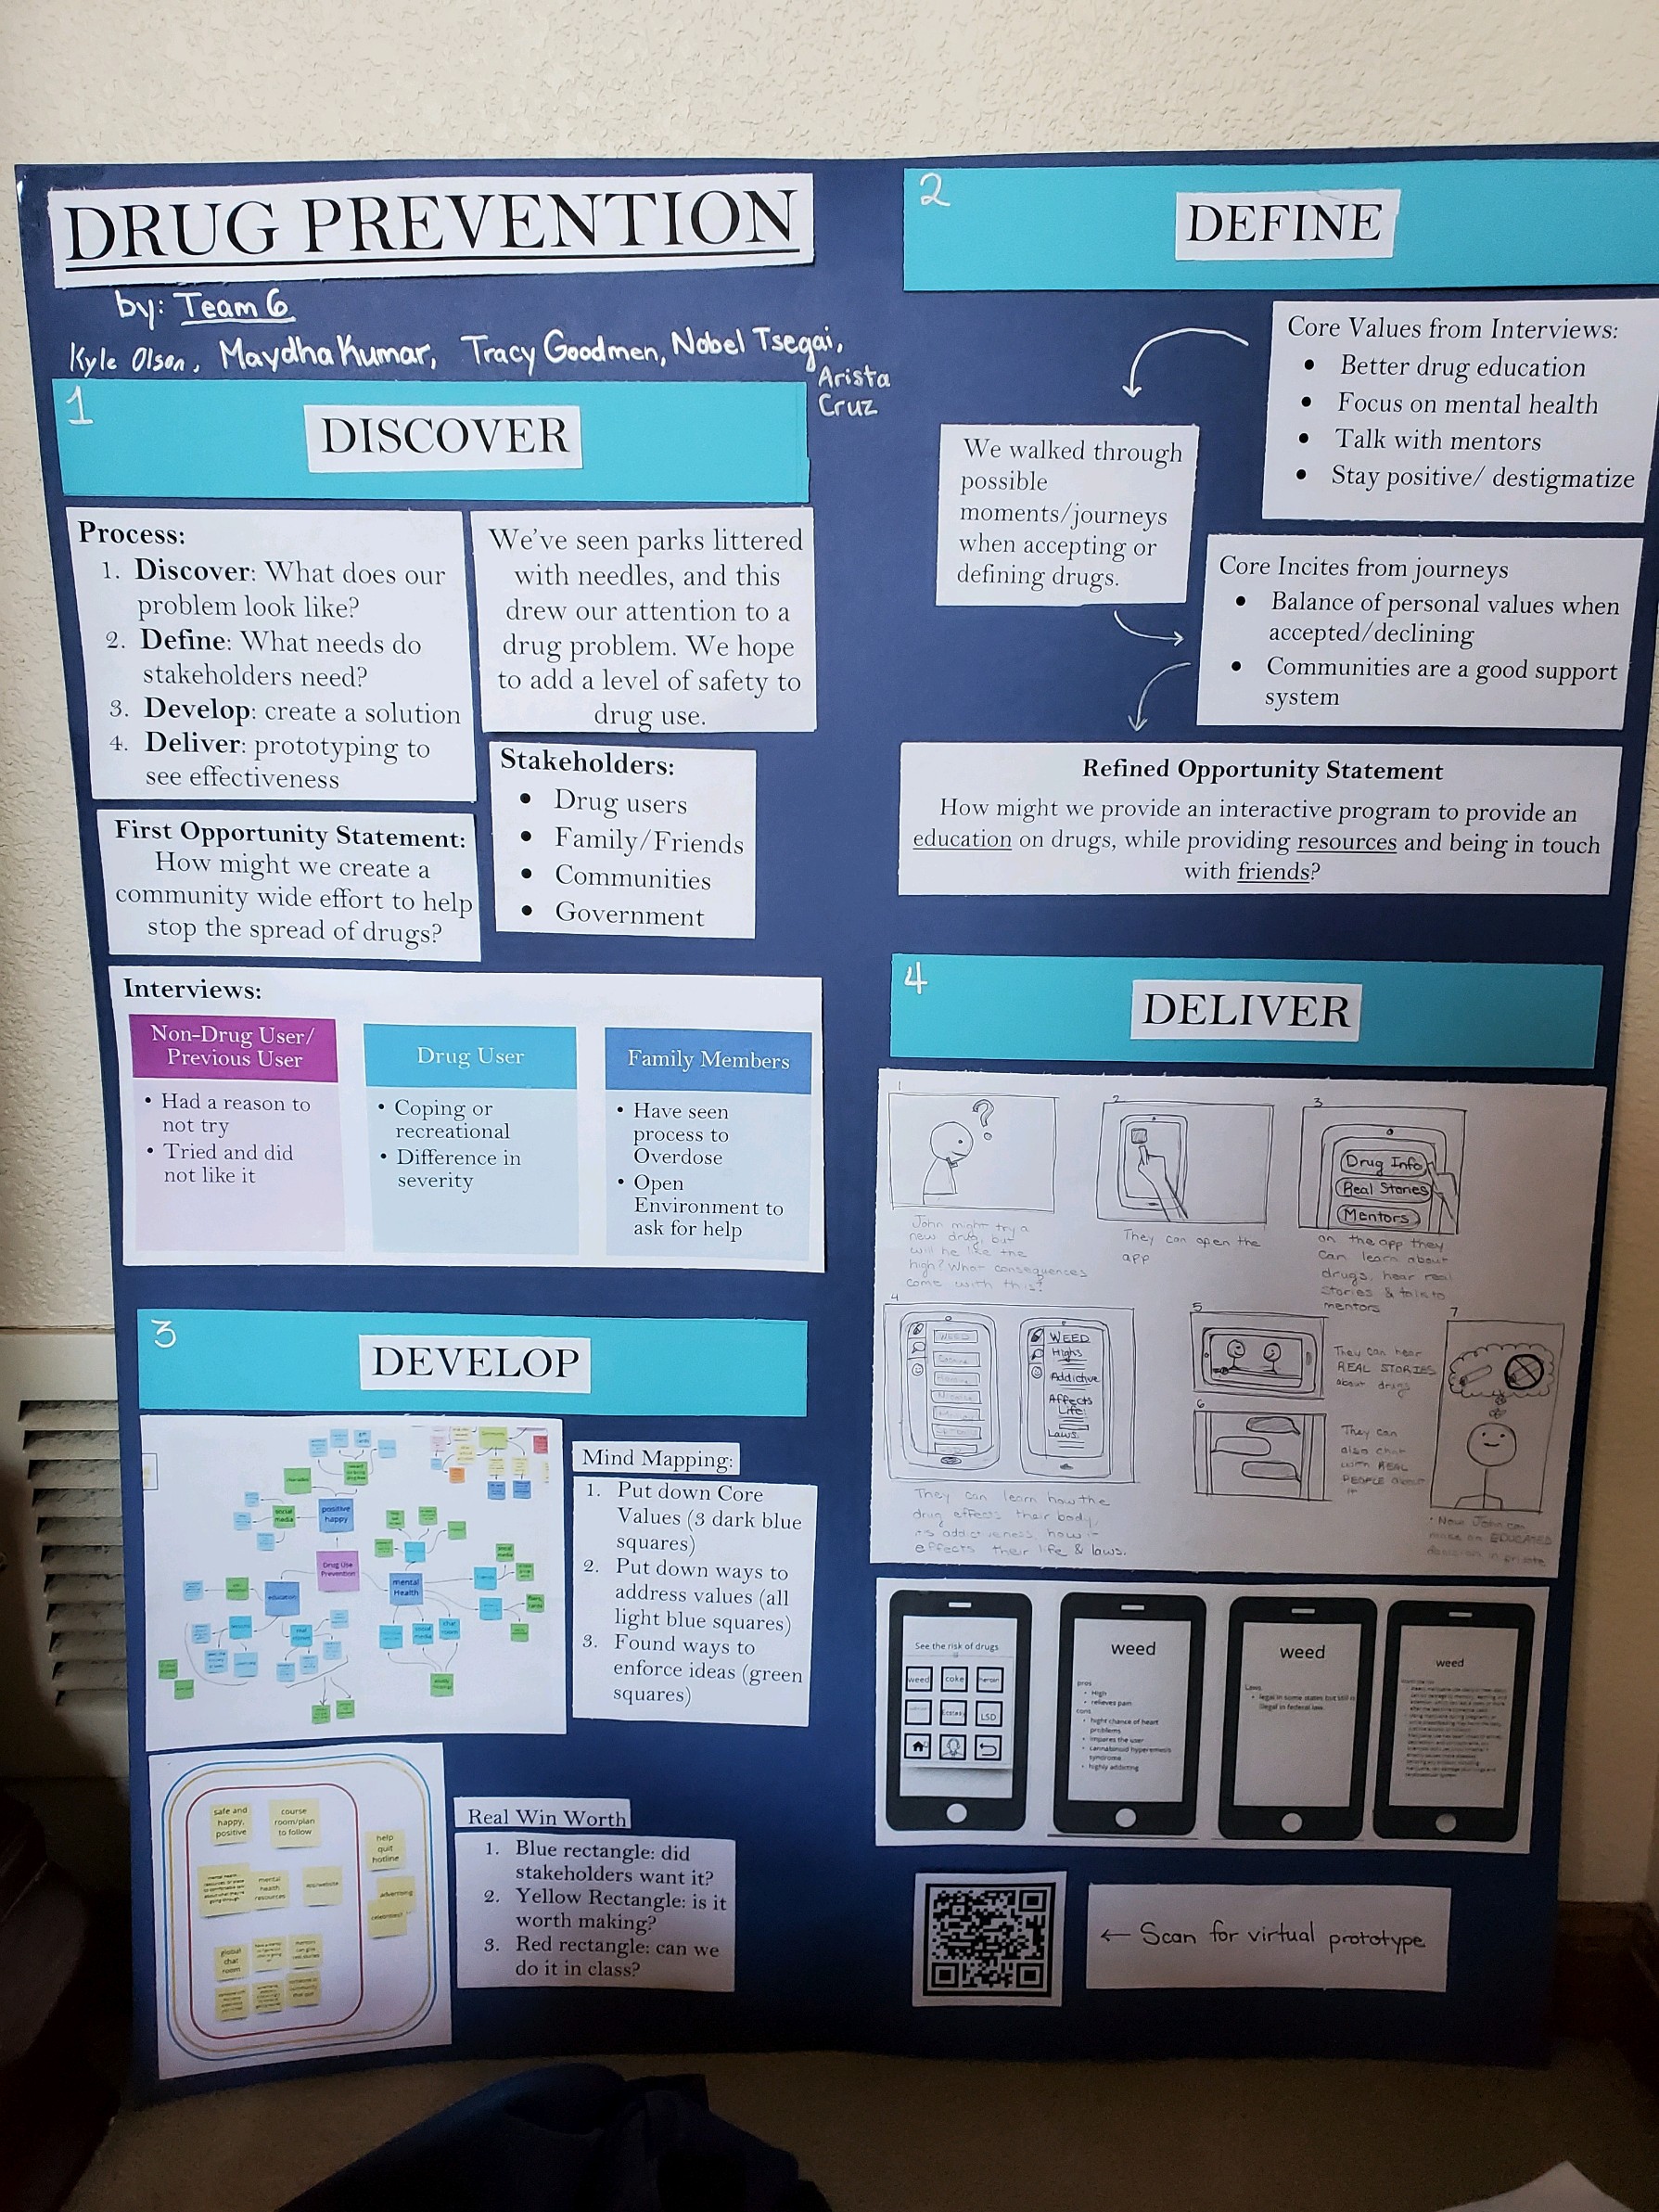 DRUG PREVENTION
by: Team 6
Kyle Olson, Maydha Kumar, Tracy Goodmen, Nobel Tsegai,
Arista
Cruz
1
DISCOVER
Process:
1. Discover: What does our
problem look like?
2. Define: What needs do
stakeholders need?
3. Develop: create a solution
4. Deliver: prototyping to
see effectiveness
We've seen parks littered
with needles, and this
drew our attention to a
drug problem. We hope
to add a level of safety to
drug use.
First Opportunity Statement:
How might we create a
community wide effort to help
stop the spread of drugs?
Stakeholders:
• Drug users
• Family/Friends
• Communities
• Government
Interviews:
Non-Drug User/
Previous User
• Had a reason to
not try
• Tried and did
not like it
Drug User
• Coping or
recreational
• Difference in
severity
Family Members
• Have seen
process to
Overdose
• Open
Environment to
ask for help
2
DEFINE
Core Values from Interviews:
• Better drug education
• Focus on mental health
• Talk with mentors
• Stay positive/ destigmatize
We walked through
possible
moments/journeys
when accepting or
defining drugs.
Core Incites from journeys
• Balance of personal values when
accepted/declining
• Communities are a good support
system
Refined Opportunity Statement
How might we provide an interactive program to provide an
education on drugs, while providing resources and being in touch
with friends?
3
DEVELOP
positive
happy
social
media
Drug Use
Prevention
education
mental
Health
social
media
chat
room
Mind Mapping:
1. Put down Core
Values (3 dark blue
squares)
2. Put down ways to
address values (all
light blue squares)
3. Found ways to
enforce ideas (green
squares)
safe and
happy,
positive
course
room/plan
to follow
help
quit
hotline
mental
health
resources
app/website
advertising
celebrities?
global
chat
room
Real Win Worth
1. Blue rectangle: did
stakeholders want it?
2. Yellow Rectangle: is it
worth making?
3. Red rectangle: can we
do it in class?
4
DELIVER
1
?
John might try a
new drug, but
will he like the
high? What consequences
come with this?
2
They can open the
app
3
Drug Info
Real Stories
Mentors
on the app they
can learn about
drugs, hear real
stories & talk to
mentors
4
WEED
WEED
Highs
Addictive
Affects
Life:
Laws:
They can learn how the
drug effects their body,
its addictiveness, how it
effects their life & laws.
5
They can hear
REAL STORIES
about drugs
6
They can
also chat
with REAL
PEOPLE about
it
7
• Now John can
make an EDUCATED
decision in private
See the risk of drugs
weed
coke
heroin
Ecstasy
LSD
weed
pros
• High
• relieves pain
cons
• hight chance of heart
problems
• impares the user
• cannabinoid hyperemesis
syndrome
• highly addicting
weed
Laws
• legal in some states but still is
illegal in federal law.
weed
← Scan for virtual prototype